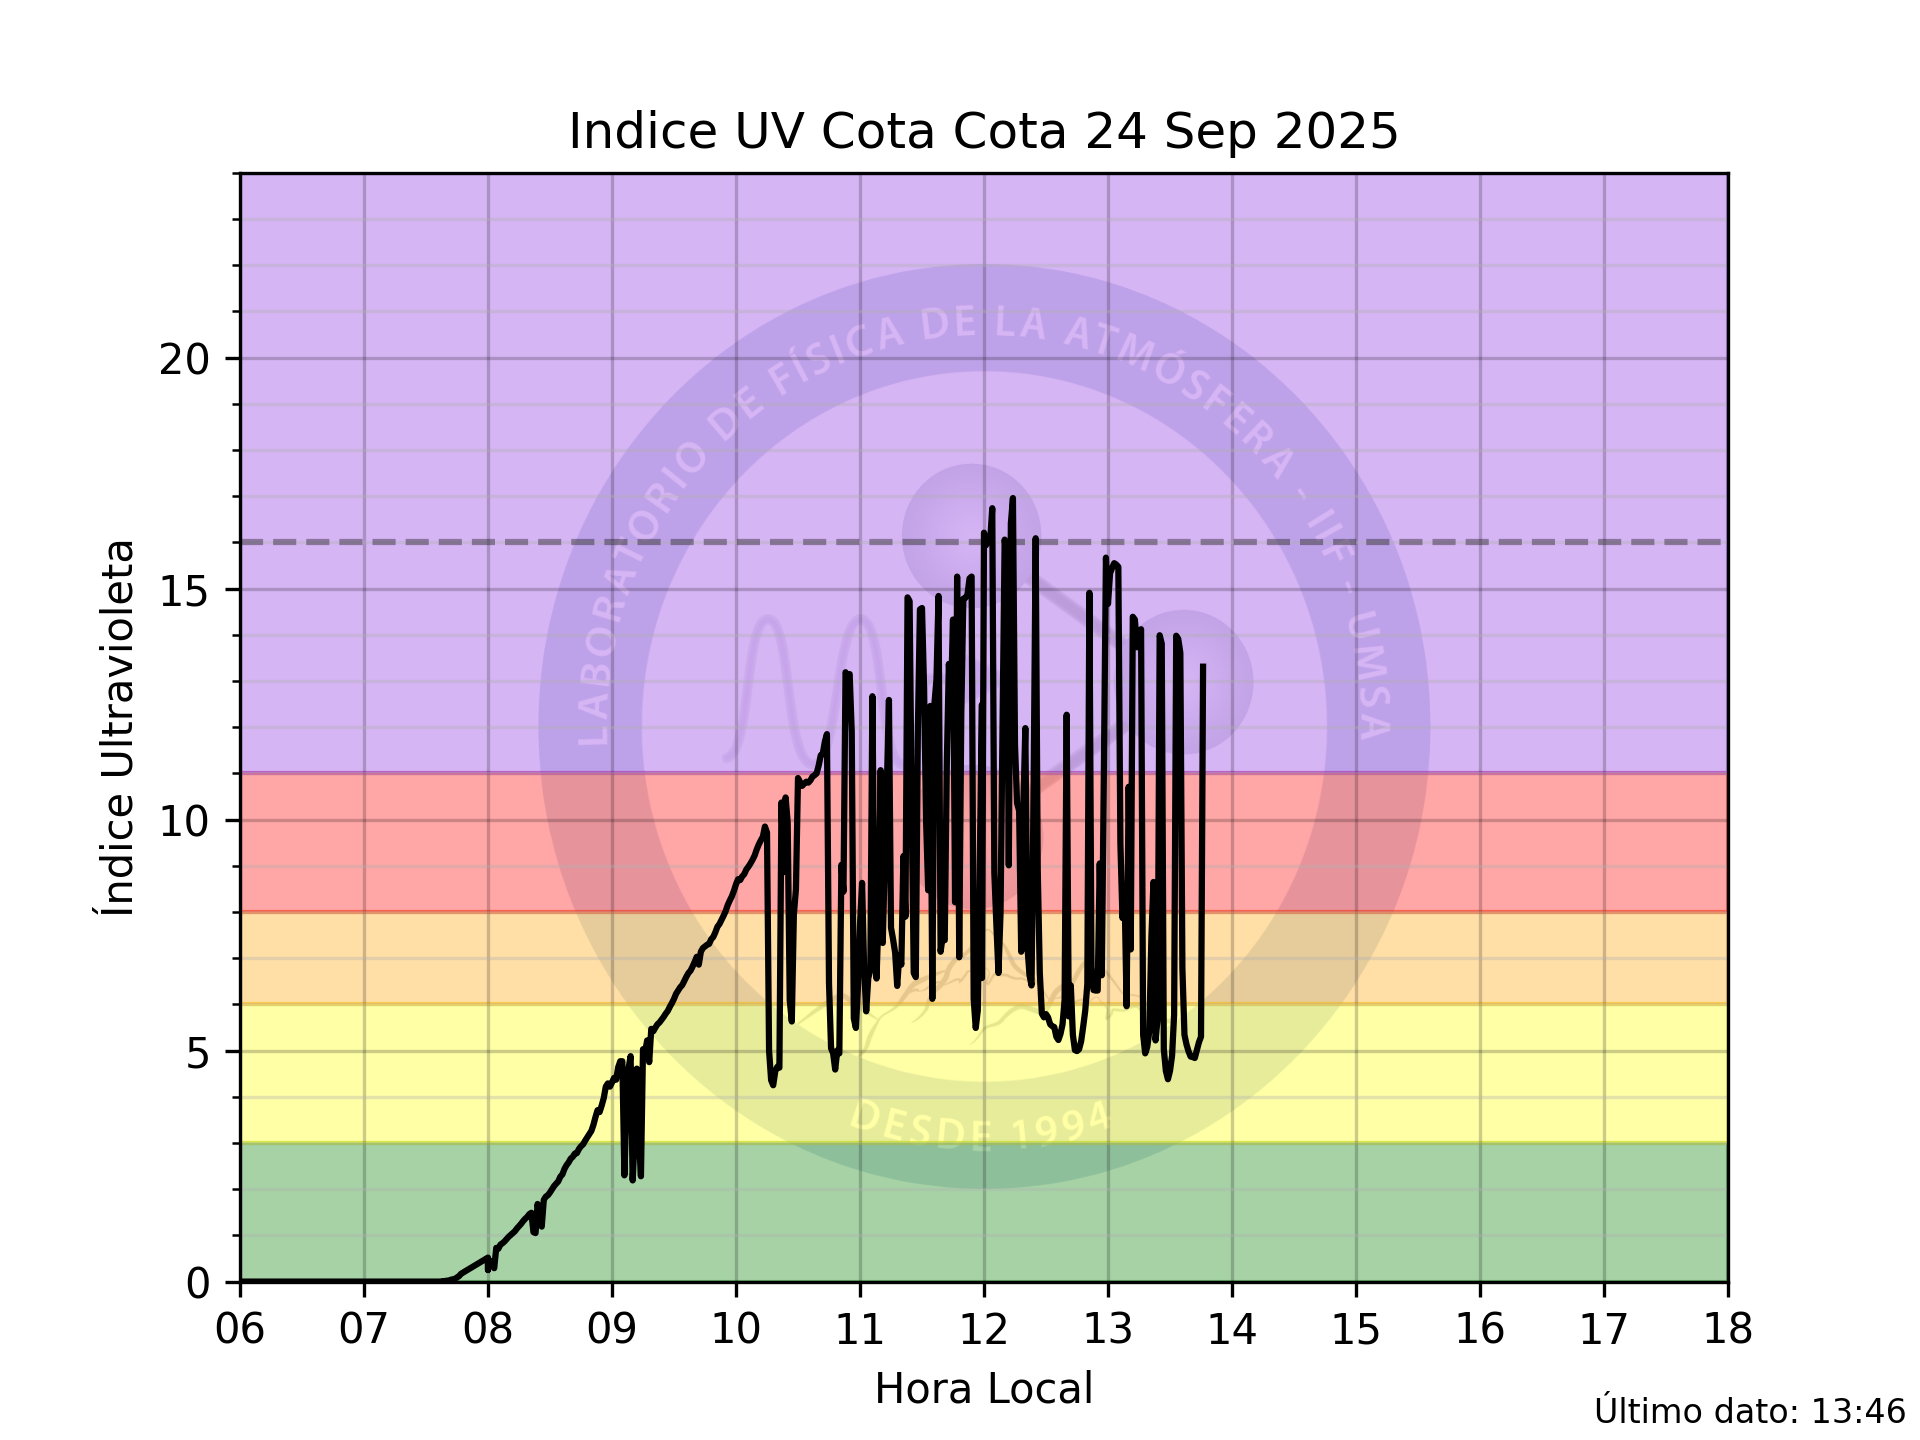 Indice UV Cota Cota 24 Sep 2025
Índice Ultravioleta
20
15
10
5
0
LABORATORIO DE FÍSICA DE LA ATMÓSFERA - IIF - UMSA
DESDE 1994
06 07 08 09 10 11 12 13 14 15 16 17 18
Hora Local
Último dato: 13:46